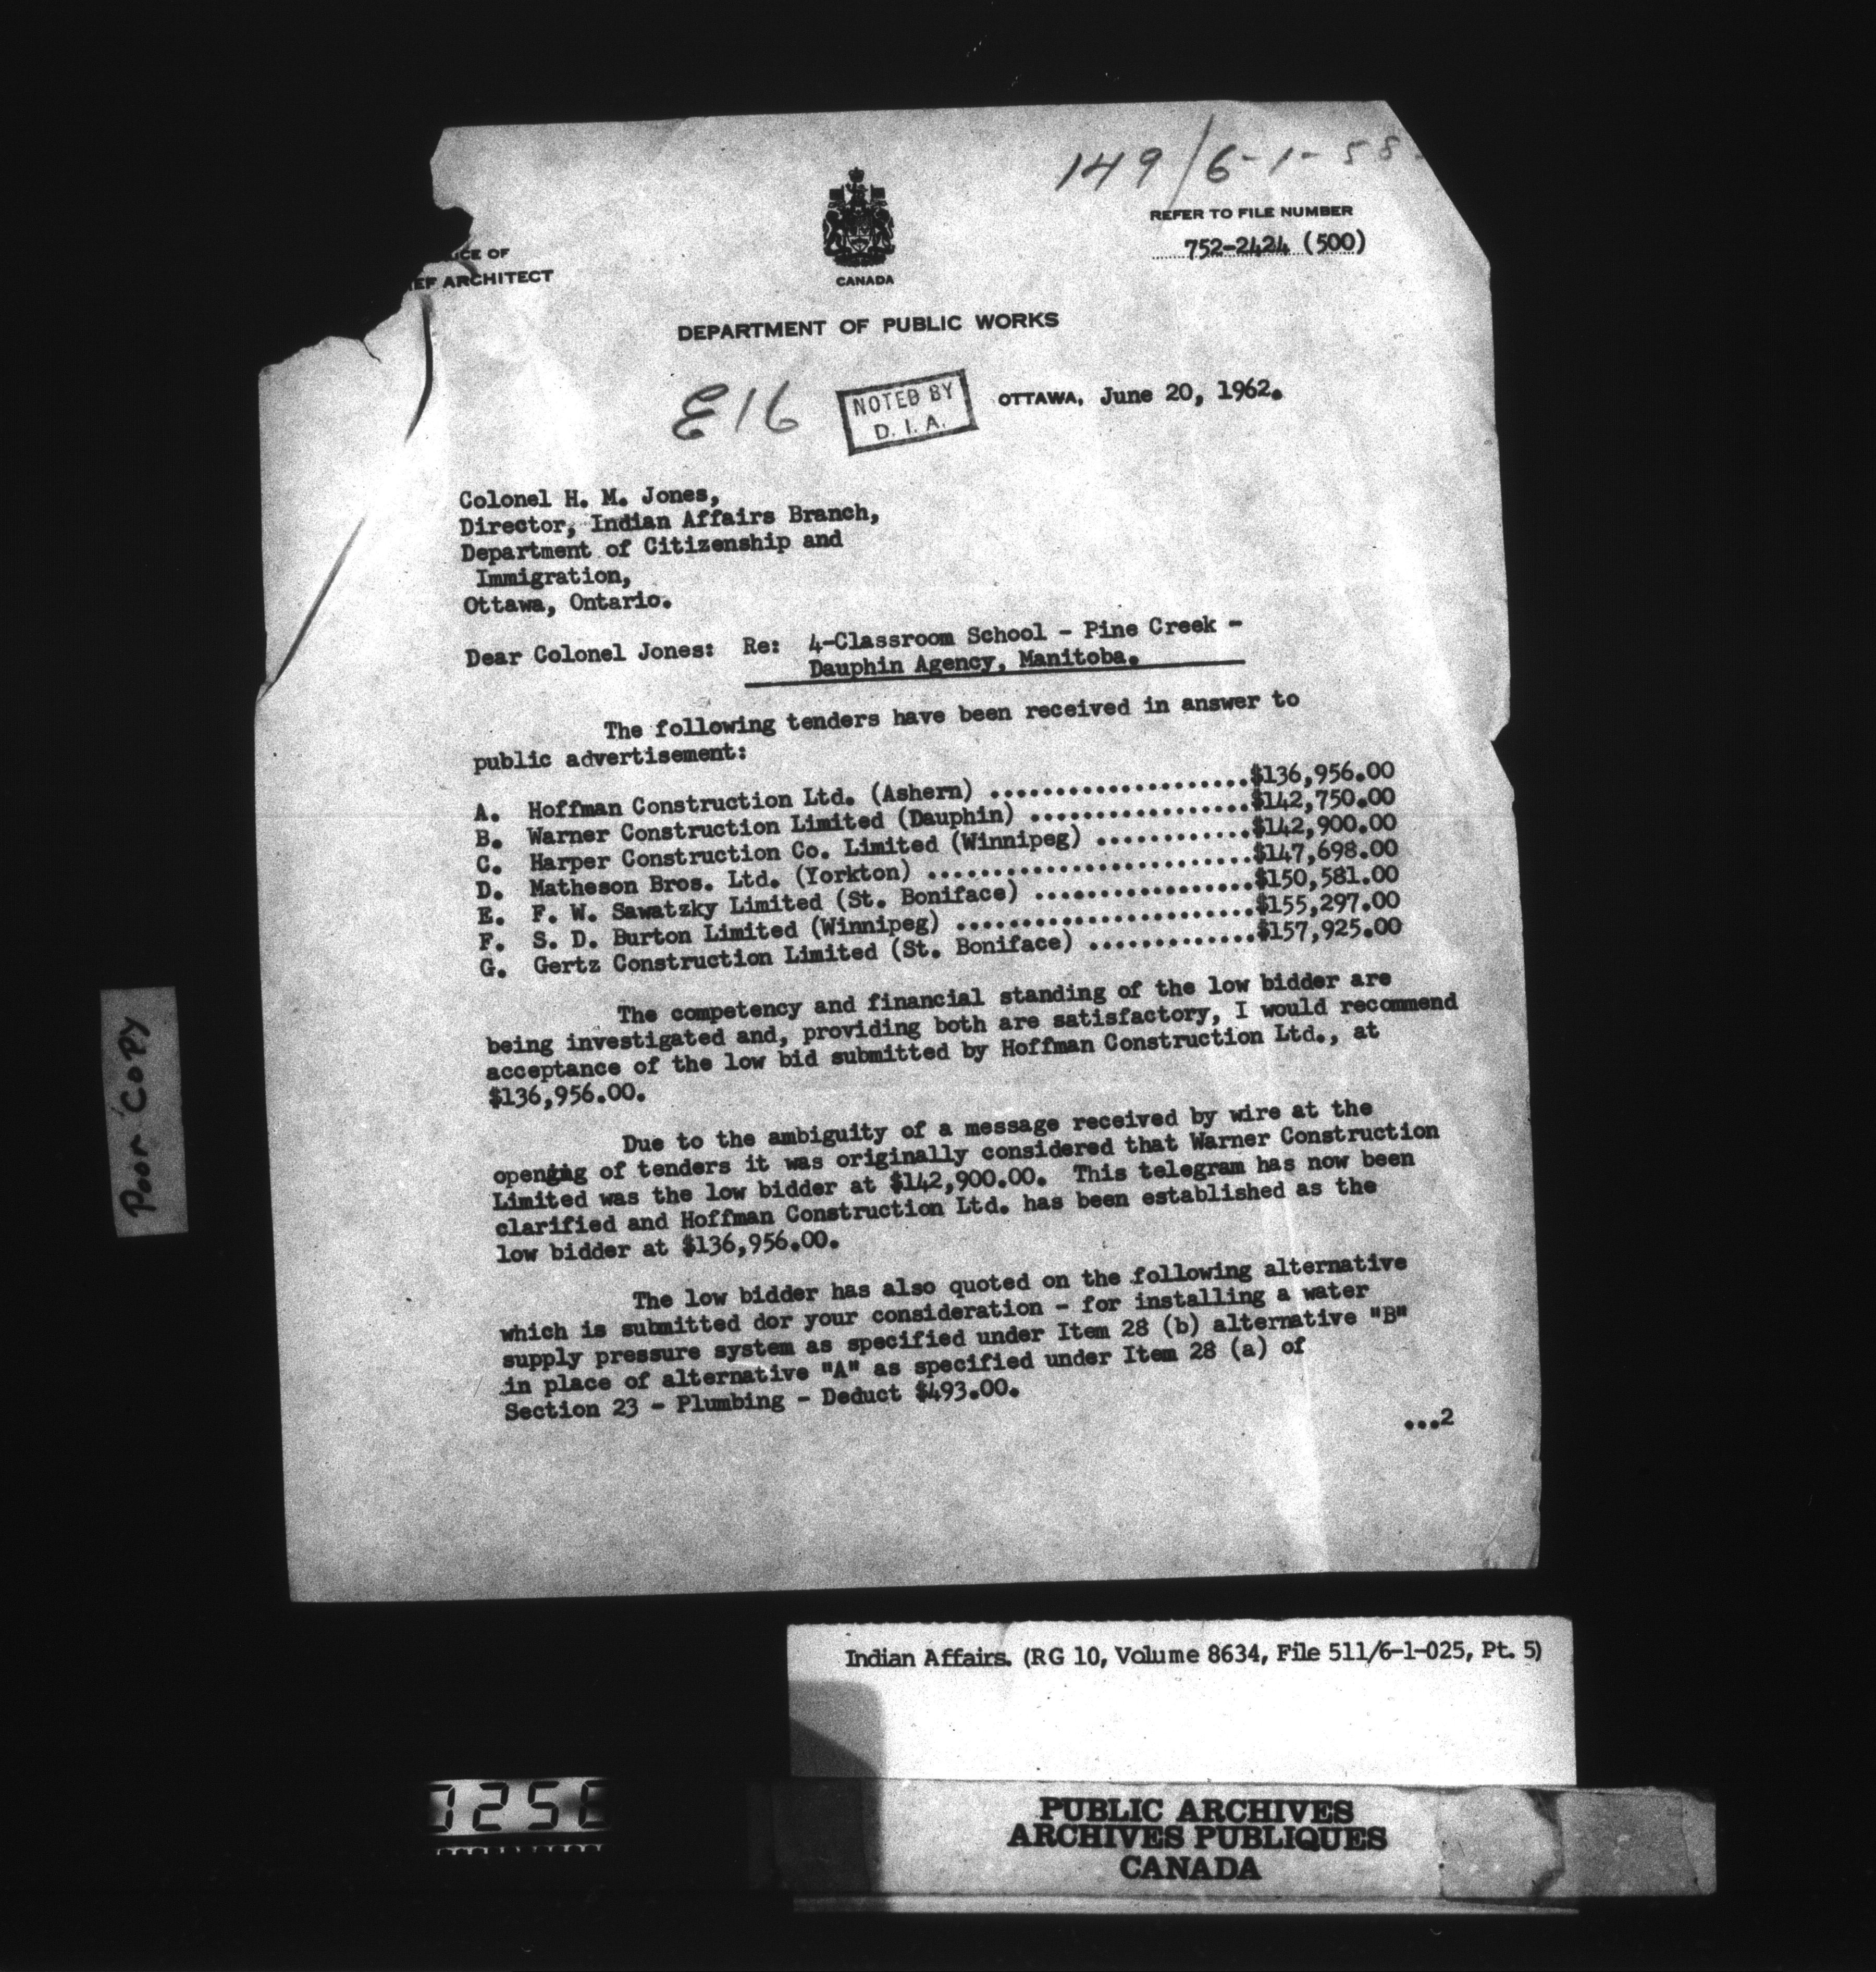 149/6-1-58
REFER TO FILE NUMBER
752-2424 (500)
ICE OF
EF ARCHITECT
CANADA
DEPARTMENT OF PUBLIC WORKS
E16
NOTED BY
D. I. A.
OTTAWA, June 20, 1962.
Colonel H. M. Jones,
Director, Indian Affairs Branch,
Department of Citizenship and
Immigration,
Ottawa, Ontario.
Dear Colonel Jones: Re: 4-Classroom School - Pine Creek -
Dauphin Agency, Manitoba.
The following tenders have been received in answer to
public advertisement:
A. Hoffman Construction Ltd. (Ashern) ....................$136,956.00
B. Warner Construction Limited (Dauphin) .................$142,750.00
C. Harper Construction Co. Limited (Winnipeg) ............$142,900.00
D. Matheson Bros. Ltd. (Yorkton) .........................$147,698.00
E. F. W. Sawatzky Limited (St. Boniface) .................$150,581.00
F. S. D. Burton Limited (Winnipeg) .......................$155,297.00
G. Gertz Construction Limited (St. Boniface) .............$157,925.00
The competency and financial standing of the low bidder are
being investigated and, providing both are satisfactory, I would recommend
acceptance of the low bid submitted by Hoffman Construction Ltd., at
$136,956.00.
Due to the ambiguity of a message received by wire at the
opening of tenders it was originally considered that Warner Construction
Limited was the low bidder at $142,900.00. This telegram has now been
clarified and Hoffman Construction Ltd. has been established as the
low bidder at $136,956.00.
The low bidder has also quoted on the following alternative
which is submitted dor your consideration - for installing a water
supply pressure system as specified under Item 28 (b) alternative "B"
in place of alternative "A" as specified under Item 28 (a) of
Section 23 - Plumbing - Deduct $493.00.
...2
Poor Copy
Indian Affairs. (RG 10, Volume 8634, File 511/6-1-025, Pt. 5)
PUBLIC ARCHIVES
ARCHIVES PUBLIQUES
CANADA